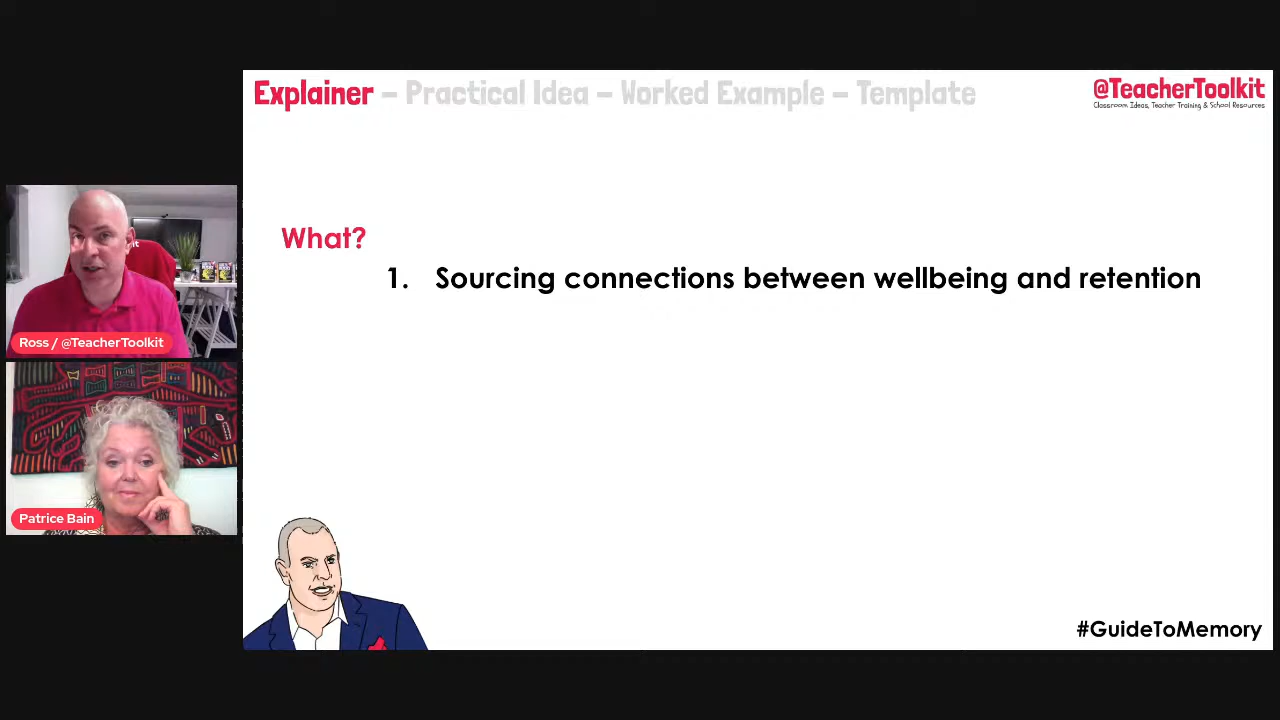 Explainer – Practical Idea – Worked Example – Template
@TeacherToolkit
Classroom Ideas, Teacher Training & School Resources
What?
1. Sourcing connections between wellbeing and retention
Ross / @TeacherToolkit
Patrice Bain
#GuideToMemory